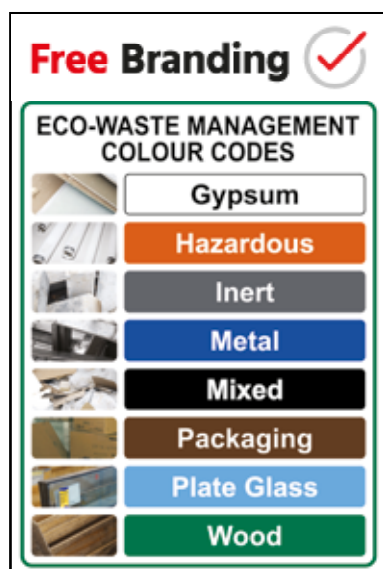 Free Branding
ECO-WASTE MANAGEMENT
COLOUR CODES
Gypsum
Hazardous
Inert
Metal
Mixed
Packaging
Plate Glass
Wood